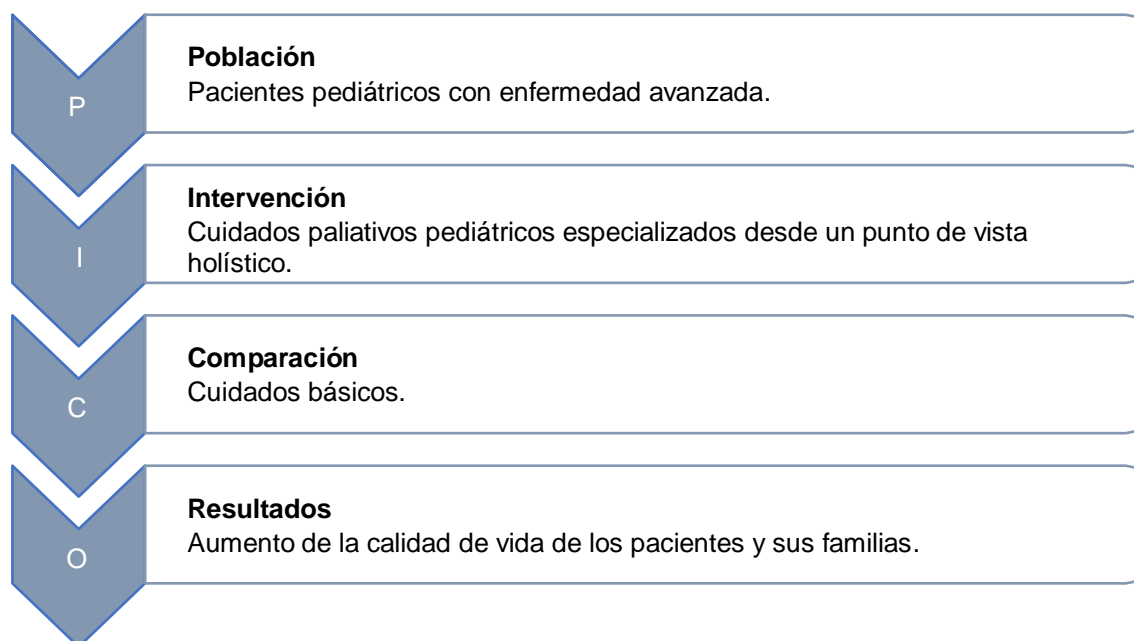 P
Población
Pacientes pediátricos con enfermedad avanzada.
I
Intervención
Cuidados paliativos pediátricos especializados desde un punto de vista
holístico.
C
Comparación
Cuidados básicos.
O
Resultados
Aumento de la calidad de vida de los pacientes y sus familias.